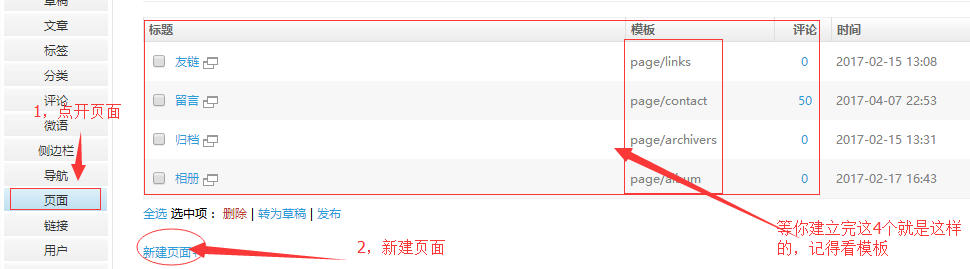 草稿
文章
标签
分类
评论
微语
侧边栏
导航
页面
链接
用户
1，点开页面
标题 模板 评论 时间
友链 page/links 0 2017-02-15 13:08
留言 page/contact 50 2017-04-07 22:53
归档 page/archivers 0 2017-02-15 13:31
相册 page/album 0 2017-02-17 16:43
全选 选中项： 删除 | 转为草稿 | 发布
新建页面+
2，新建页面
等你建立完这4个就是这样
的，记得看模板